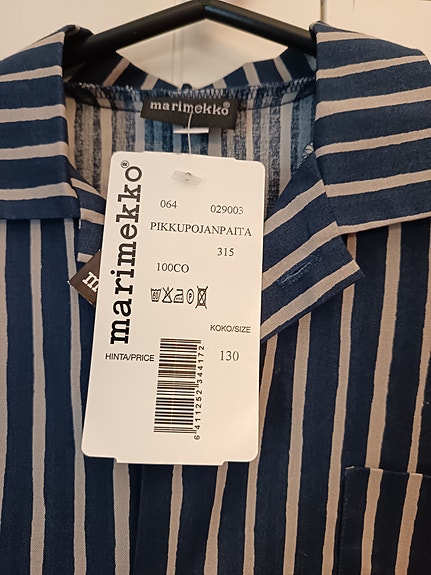 marimekko®
marimekko®
064 029003
PIKKUPOJANPAITA
315
100CO
KOKO/SIZE
HINTA/PRICE 130
6 411252 344172
m